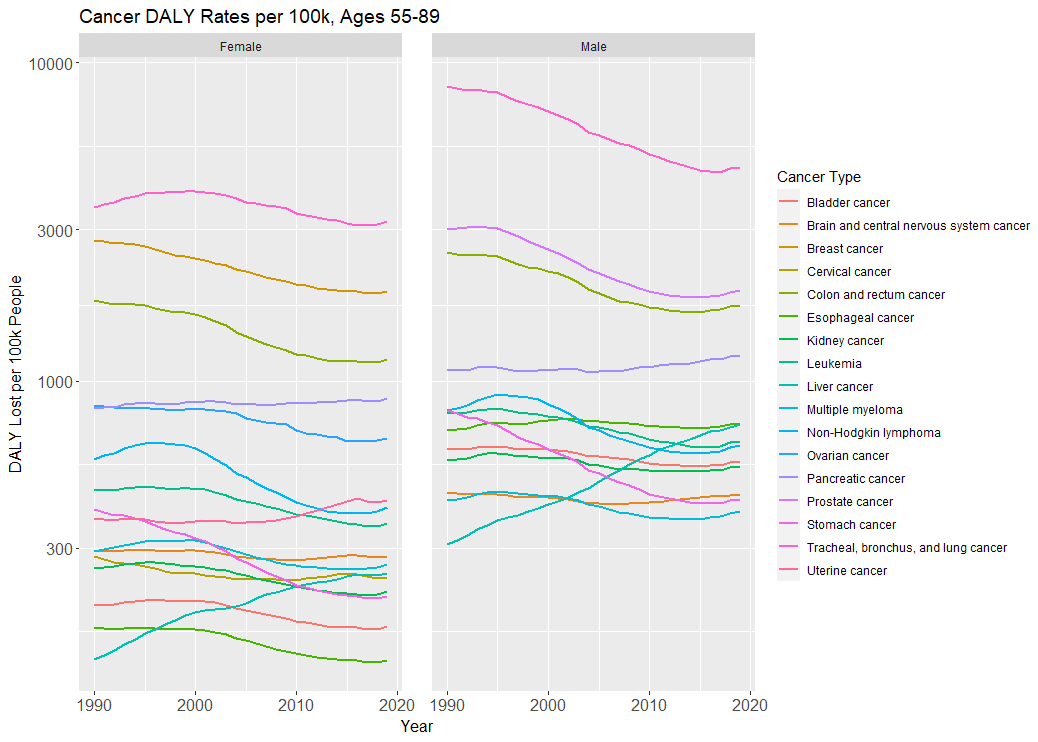 Cancer DALY Rates per 100k, Ages 55-89
Female
Male
10000
3000
1000
300
DALY Lost per 100k People
1990
2000
2010
2020
1990
2000
2010
2020
Year
Cancer Type
Bladder cancer
Brain and central nervous system cancer
Breast cancer
Cervical cancer
Colon and rectum cancer
Esophageal cancer
Kidney cancer
Leukemia
Liver cancer
Multiple myeloma
Non-Hodgkin lymphoma
Ovarian cancer
Pancreatic cancer
Prostate cancer
Stomach cancer
Tracheal, bronchus, and lung cancer
Uterine cancer